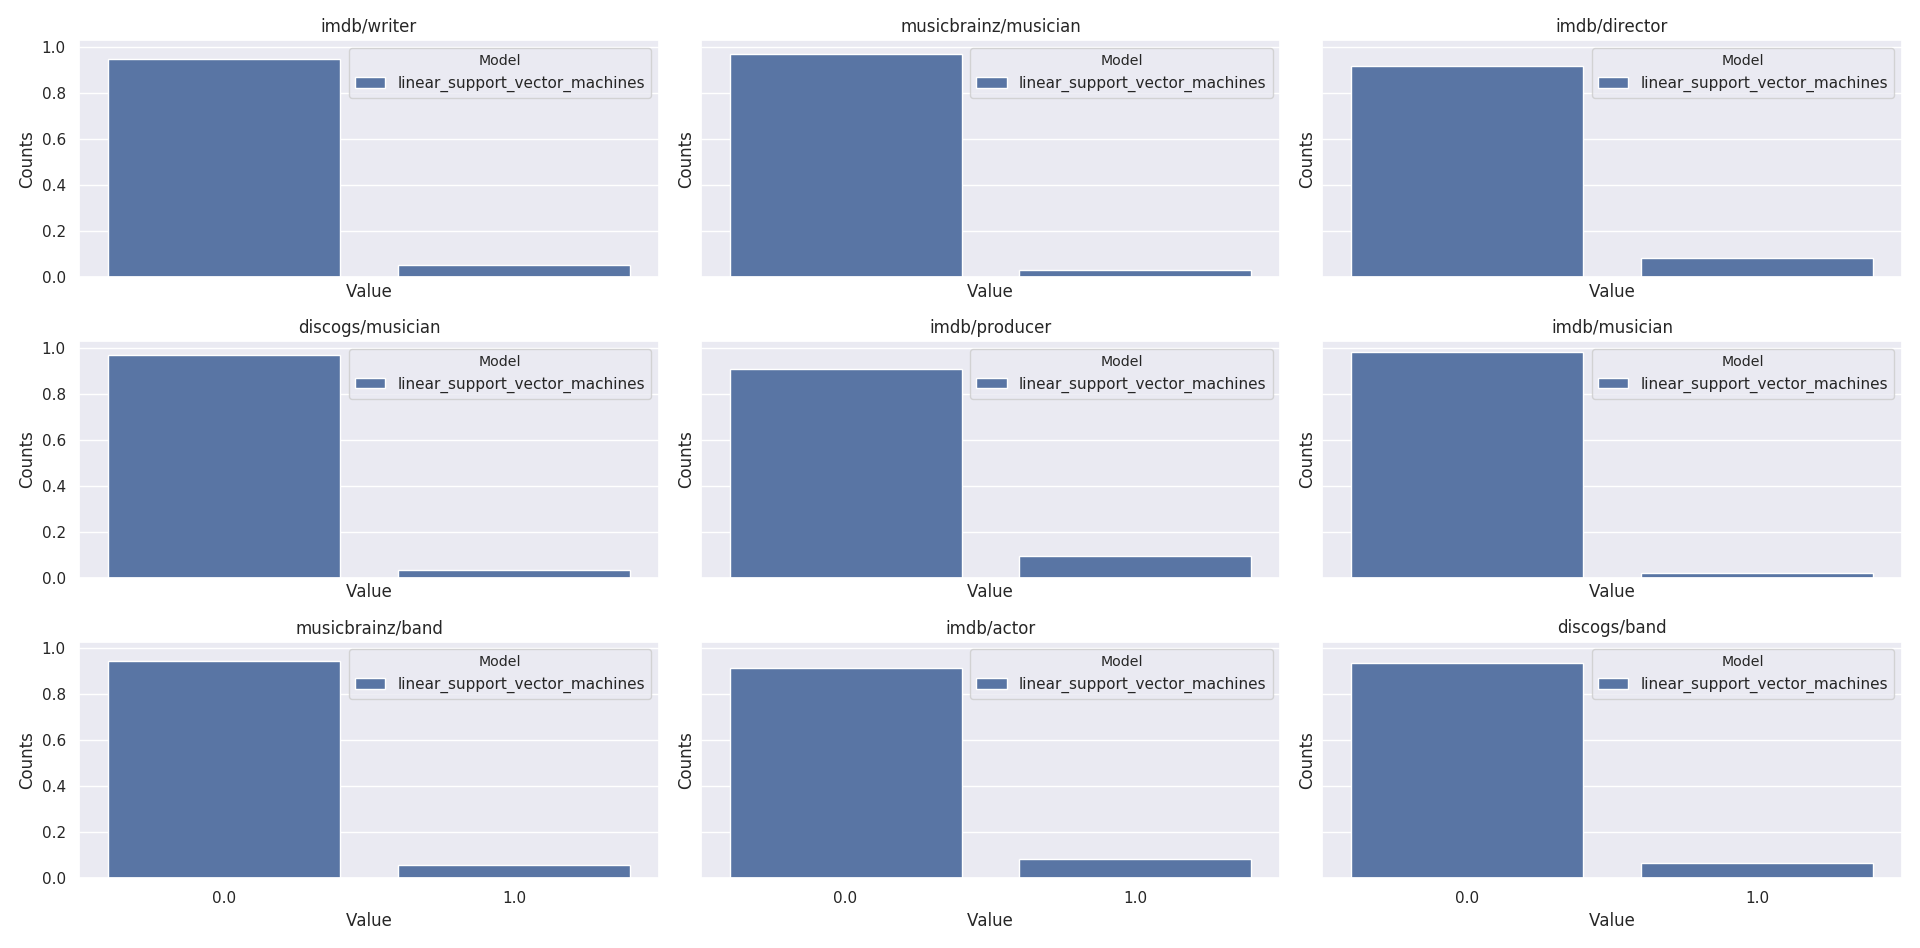 imdb/writer
musicbrainz/musician
imdb/director
1.0
0.8
0.6
0.4
0.2
0.0
Counts
Model
linear_support_vector_machines
Value
Counts
Model
linear_support_vector_machines
Value
Counts
Model
linear_support_vector_machines
Value
discogs/musician
imdb/producer
imdb/musician
1.0
0.8
0.6
0.4
0.2
0.0
Counts
Model
linear_support_vector_machines
Value
Counts
Model
linear_support_vector_machines
Value
Counts
Model
linear_support_vector_machines
Value
musicbrainz/band
imdb/actor
discogs/band
1.0
0.8
0.6
0.4
0.2
0.0
Counts
Model
linear_support_vector_machines
0.0 1.0
Value
Counts
Model
linear_support_vector_machines
0.0 1.0
Value
Counts
Model
linear_support_vector_machines
0.0 1.0
Value